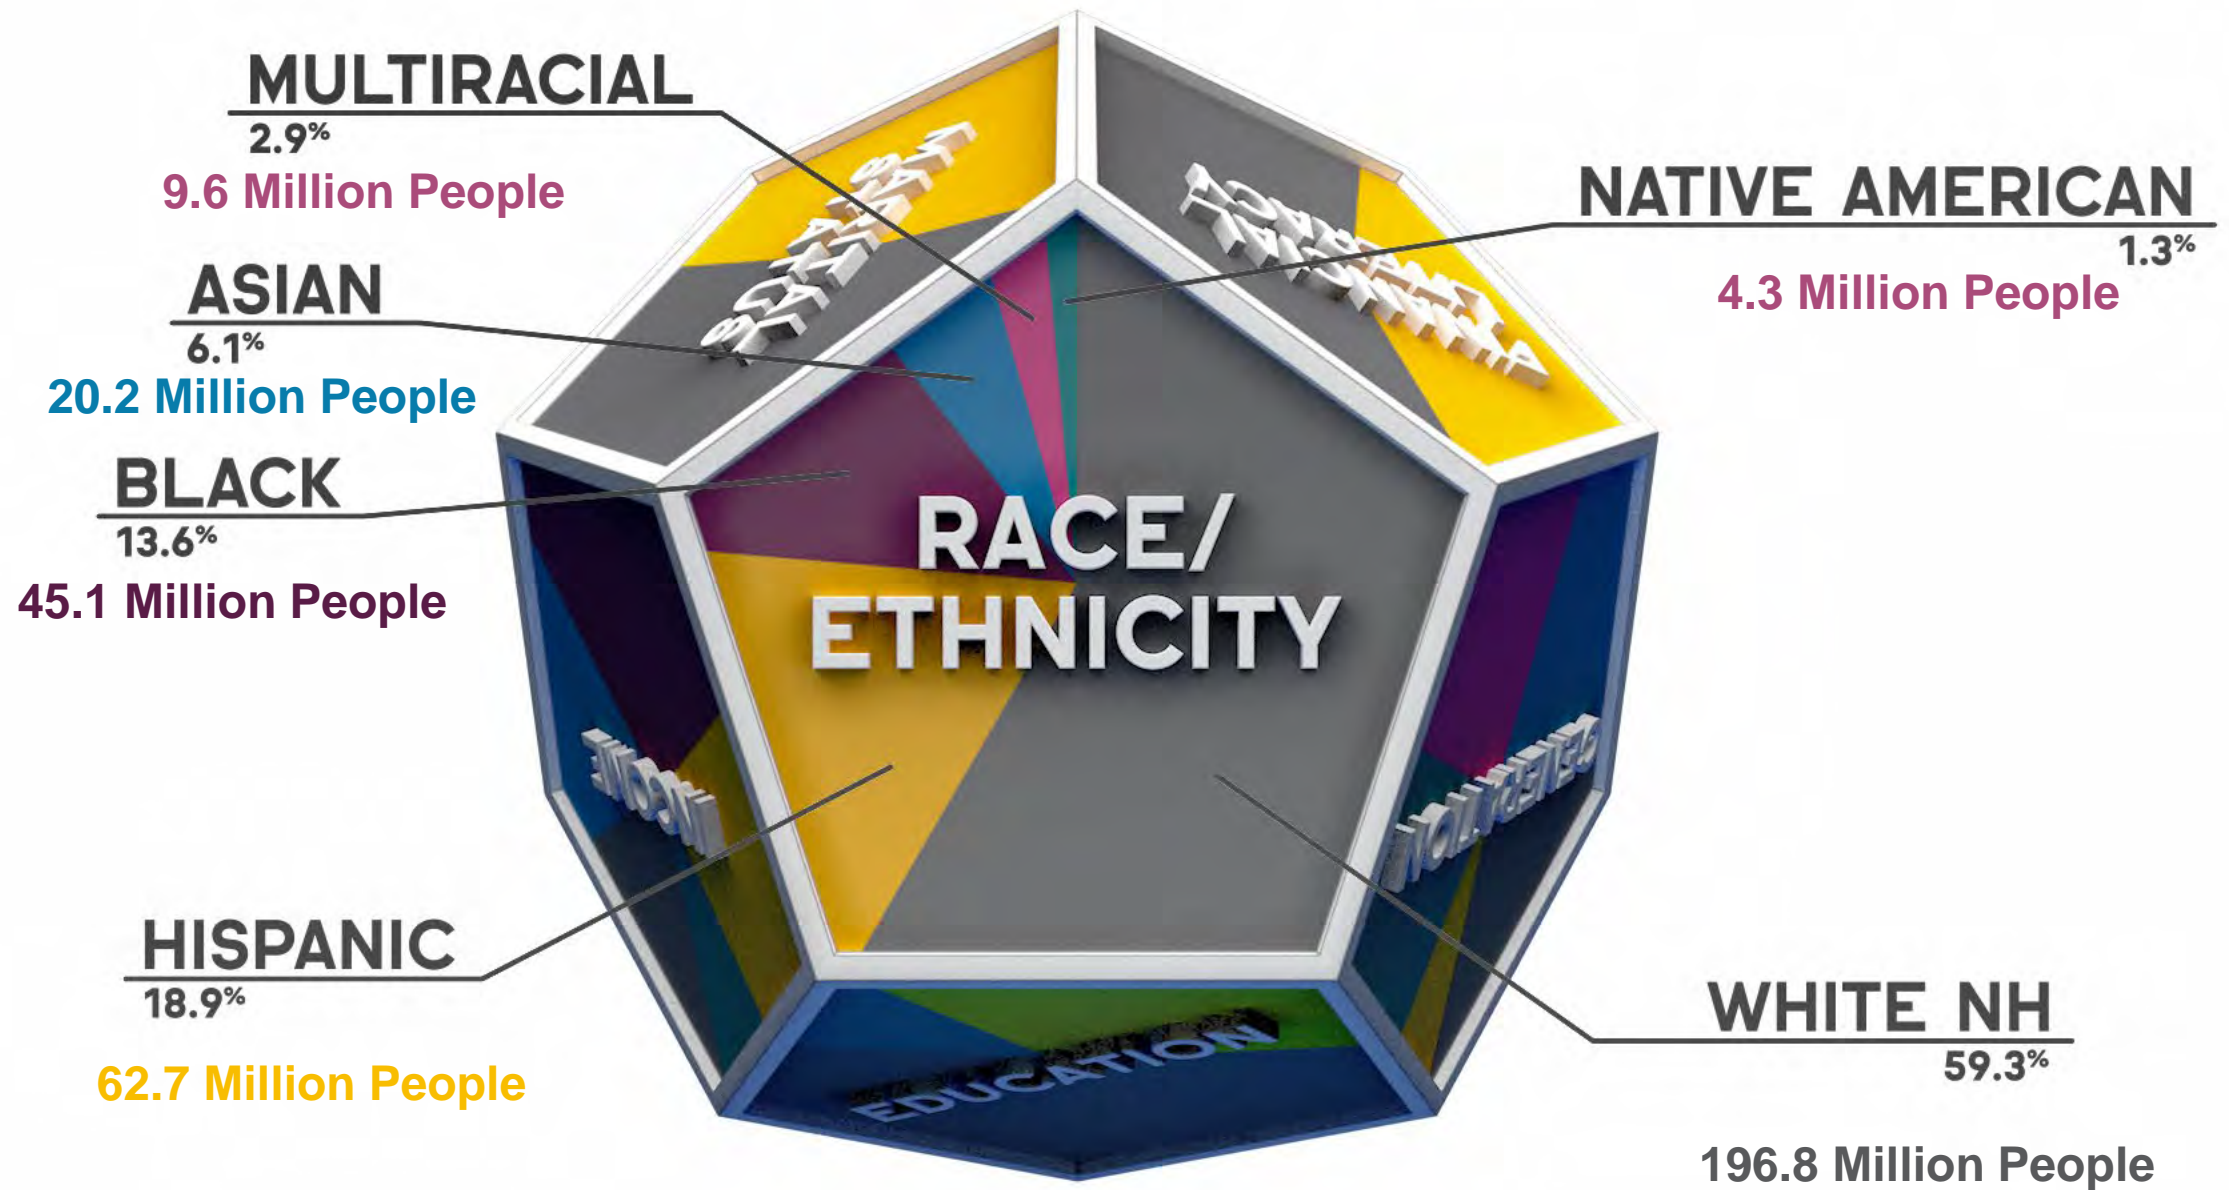 MULTIRACIAL
2.9%
9.6 Million People
ASIAN
6.1%
20.2 Million People
BLACK
13.6%
45.1 Million People
HISPANIC
18.9%
62.7 Million People
NATIVE AMERICAN
1.3%
4.3 Million People
WHITE NH
59.3%
196.8 Million People
RACE/
ETHNICITY
INCOME
GENERATION
EDUCATION